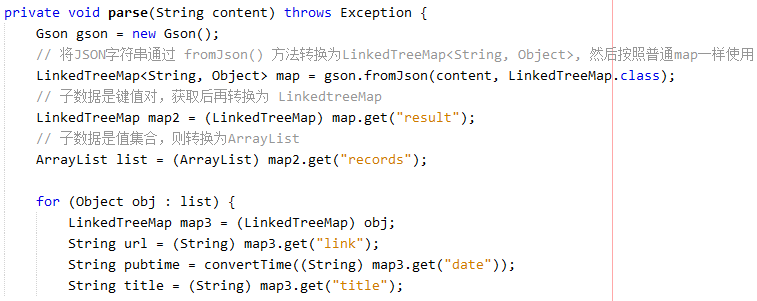 private void parse(String content) throws Exception {
Gson gson = new Gson();
// 将JSON字符串通过 fromJson() 方法转换为LinkedTreeMap<String, Object>, 然后按照普通map一样使用
LinkedTreeMap<String, Object> map = gson.fromJson(content, LinkedTreeMap.class);
// 子数据是键值对, 获取后再转换为 LinkedtreeMap
LinkedTreeMap map2 = (LinkedTreeMap) map.get("result");
// 子数据是值集合, 则转换为ArrayList
ArrayList list = (ArrayList) map2.get("records");
for (Object obj : list) {
LinkedTreeMap map3 = (LinkedTreeMap) obj;
String url = (String) map3.get("link");
String pubtime = convertTime((String) map3.get("date"));
String title = (String) map3.get("title");